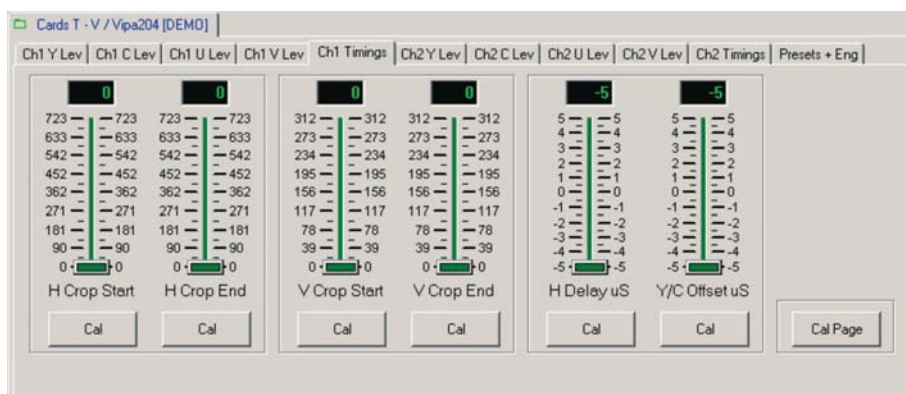 Cards T - V / Vipa204 [DEMO]
Ch1 Y Lev Ch1 C Lev Ch1 U Lev Ch1 V Lev Ch1 Timings Ch2 Y Lev Ch2 C Lev Ch2 U Lev Ch2 V Lev Ch2 Timings Presets + Eng
0 0 0 0 -5 -5
723 723 723 723 312 312 312 312 5 5 5 5
633 633 633 633 273 273 273 273 4 4 4 4
542 542 542 542 234 234 234 234 3 3 3 3
452 452 452 452 195 195 195 195 2 2 2 2
362 362 362 362 156 156 156 156 1 1 1 1
271 271 271 271 117 117 117 117 0 0 0 0
181 181 181 181 78 78 78 78 -1 -1 -1 -1
90 90 90 90 39 39 39 39 -2 -2 -2 -2
0 0 0 0 0 0 0 0 -3 -3 -3 -3
-4 -4 -4 -4
-5 -5 -5 -5
H Crop Start H Crop End V Crop Start V Crop End H Delay uS Y/C Offset uS
Cal Cal Cal Cal Cal Cal Cal Page